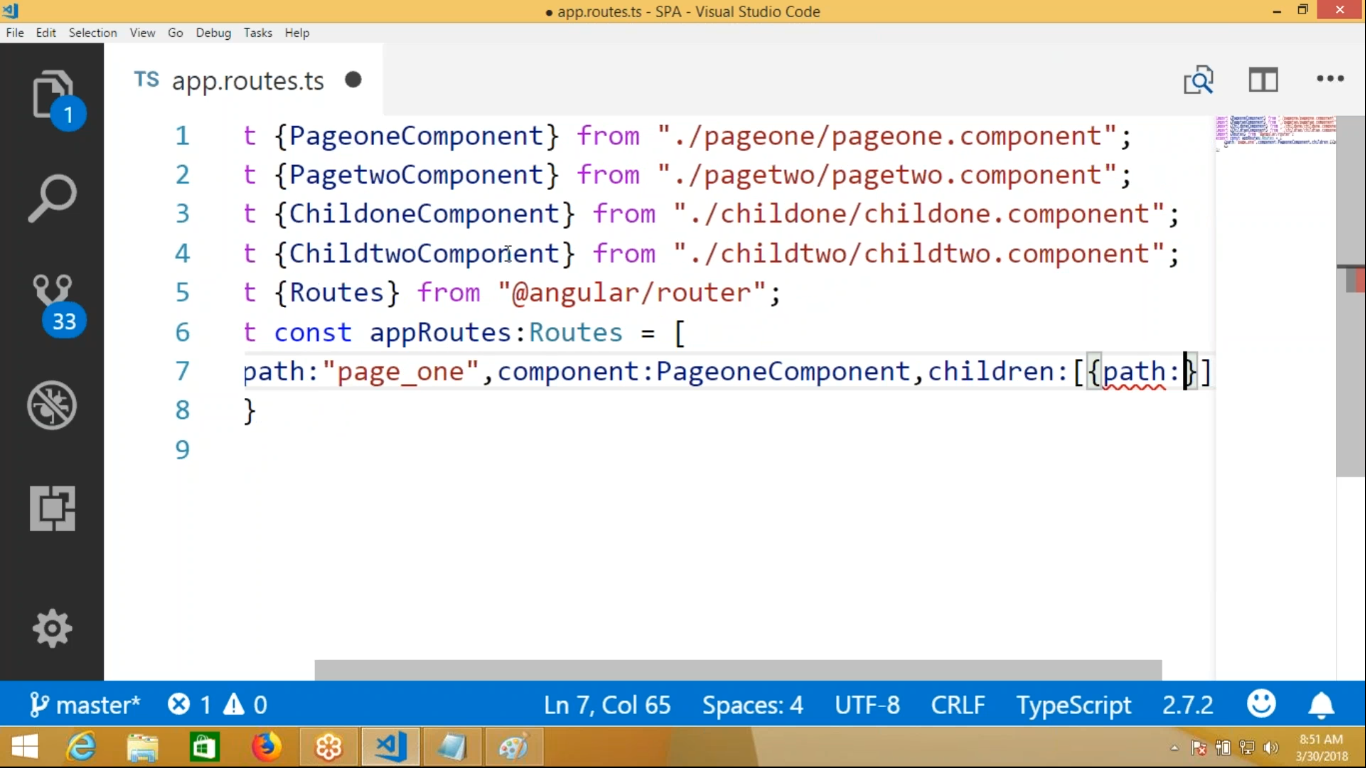 ● app.routes.ts - SPA - Visual Studio Code
File Edit Selection View Go Debug Tasks Help
TS app.routes.ts ●
1 t {PageoneComponent} from "./pageone/pageone.component";
2 t {PagetwoComponent} from "./pagetwo/pagetwo.component";
3 t {ChildoneComponent} from "./childone/childone.component";
4 t {ChildtwoComponent} from "./childtwo/childtwo.component";
5 t {Routes} from "@angular/router";
6 t const appRoutes:Routes = [
7 path:"page_one",component:PageoneComponent,children:[{path:}]
8 }
9
1
33
master* 1 0 Ln 7, Col 65 Spaces: 4 UTF-8 CRLF TypeScript 2.7.2
8:51 AM
3/30/2018